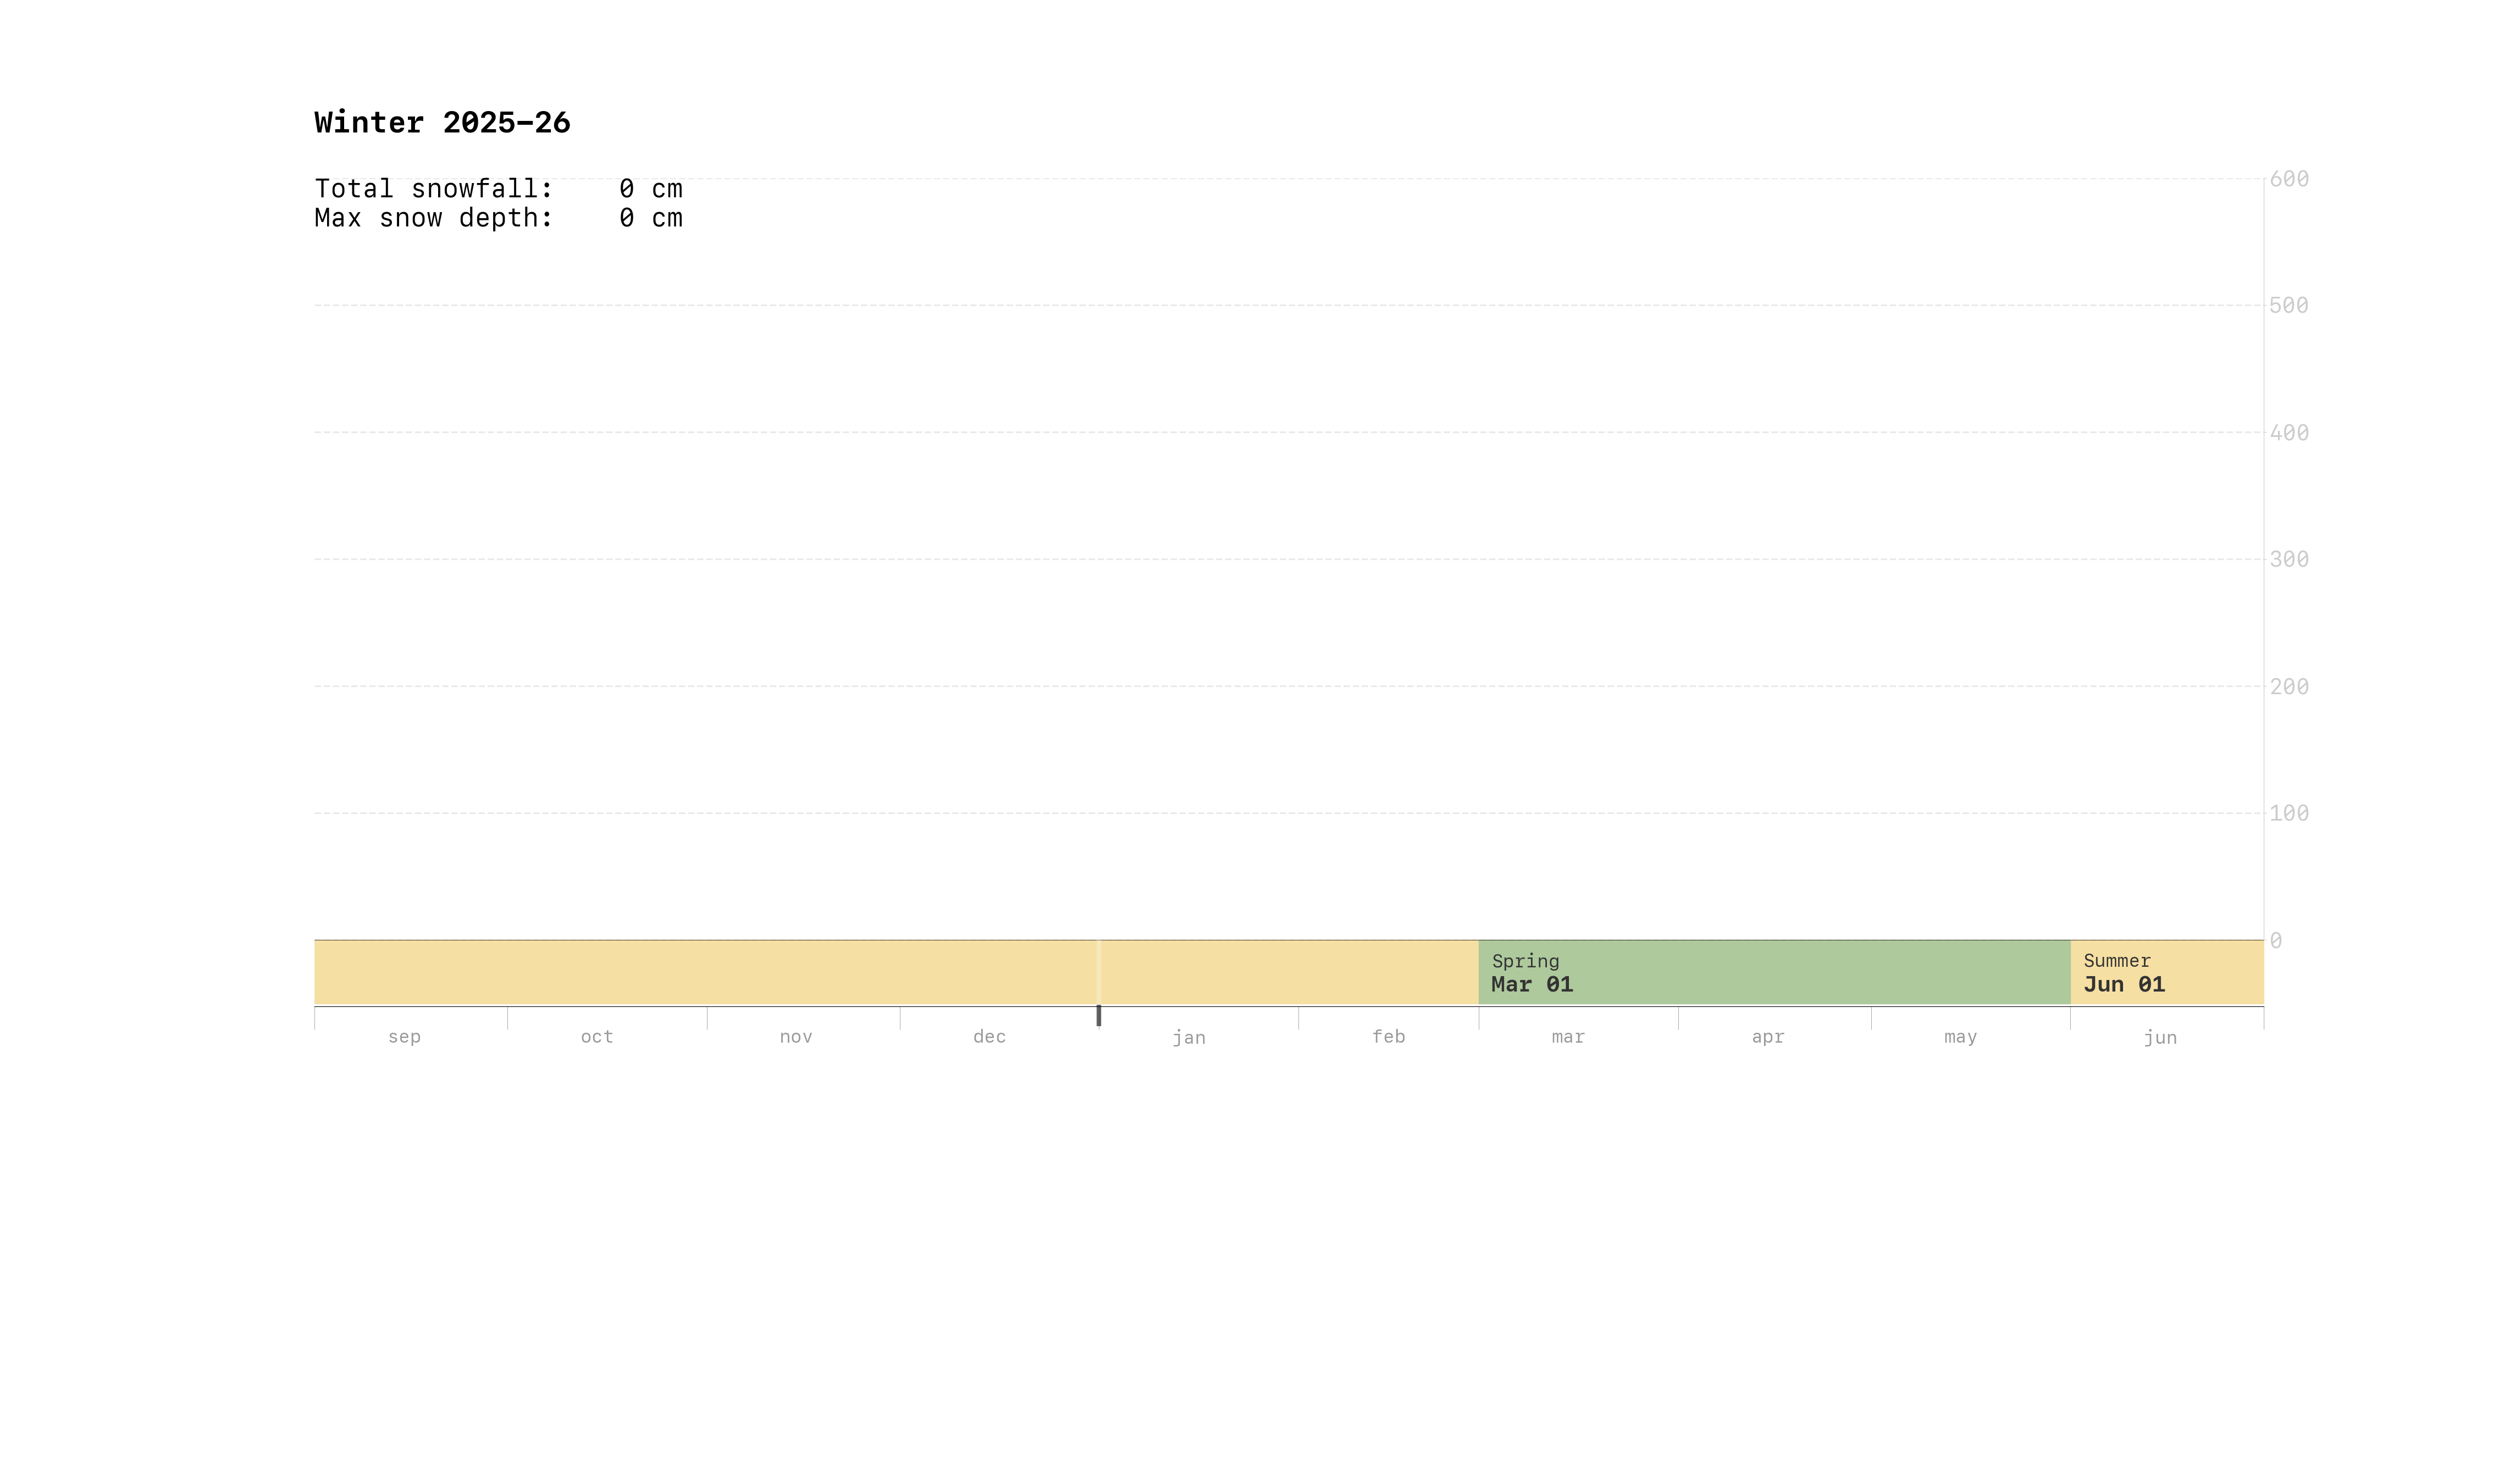 Winter 2025–26
Total snowfall: 0 cm
Max snow depth: 0 cm
600
500
400
300
200
100
0
Spring
Mar 01
Summer
Jun 01
sep oct nov dec jan feb mar apr may jun